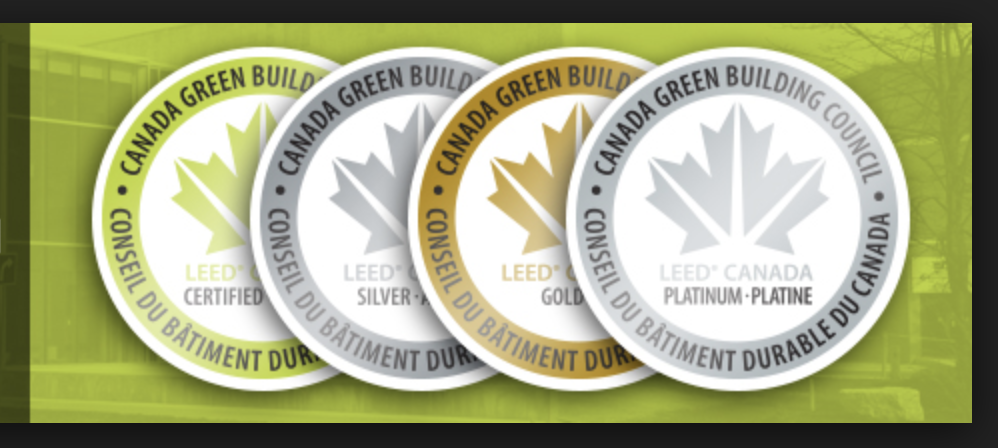 • CANADA GREEN BUILD
LEED® C
CERTIFIED
CONSEIL DU BÂTIMENT DUR
• CANADA GREEN BUILD
LEED® C
SILVER · A
CONSEIL DU BÂTIMENT DUR
• CANADA GREEN BUILD
LEED® C
GOLD
CONSEIL DU BÂTIMENT DUR
• CANADA GREEN BUILDING COUNCIL •
LEED® CANADA
PLATINUM · PLATINE
CONSEIL DU BÂTIMENT DURABLE DU CANADA